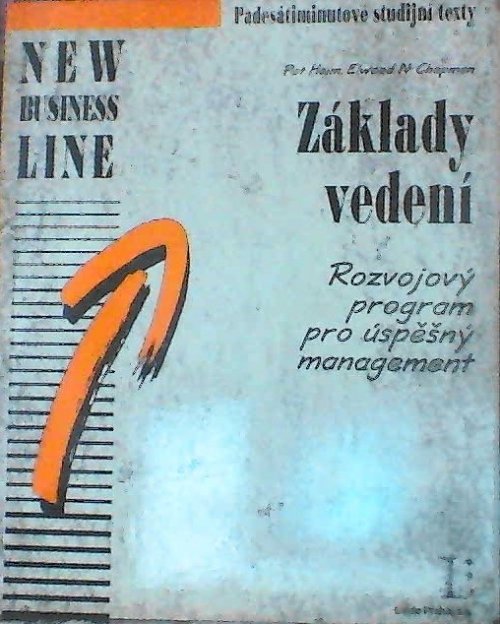 Padesátiminutové studijní texty
NEW
BUSINESS
LINE
Pat Heim, Elwood N. Chapman
Základy
vedení
Rozvojový
program
pro úspěšný
management